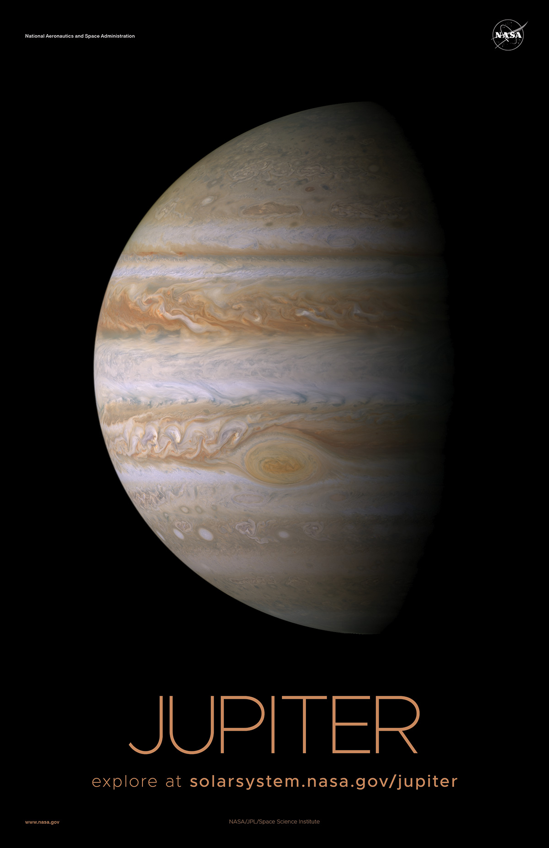 National Aeronautics and Space Administration
NASA
JUPITER
explore at solarsystem.nasa.gov/jupiter
www.nasa.gov
NASA/JPL/Space Science Institute